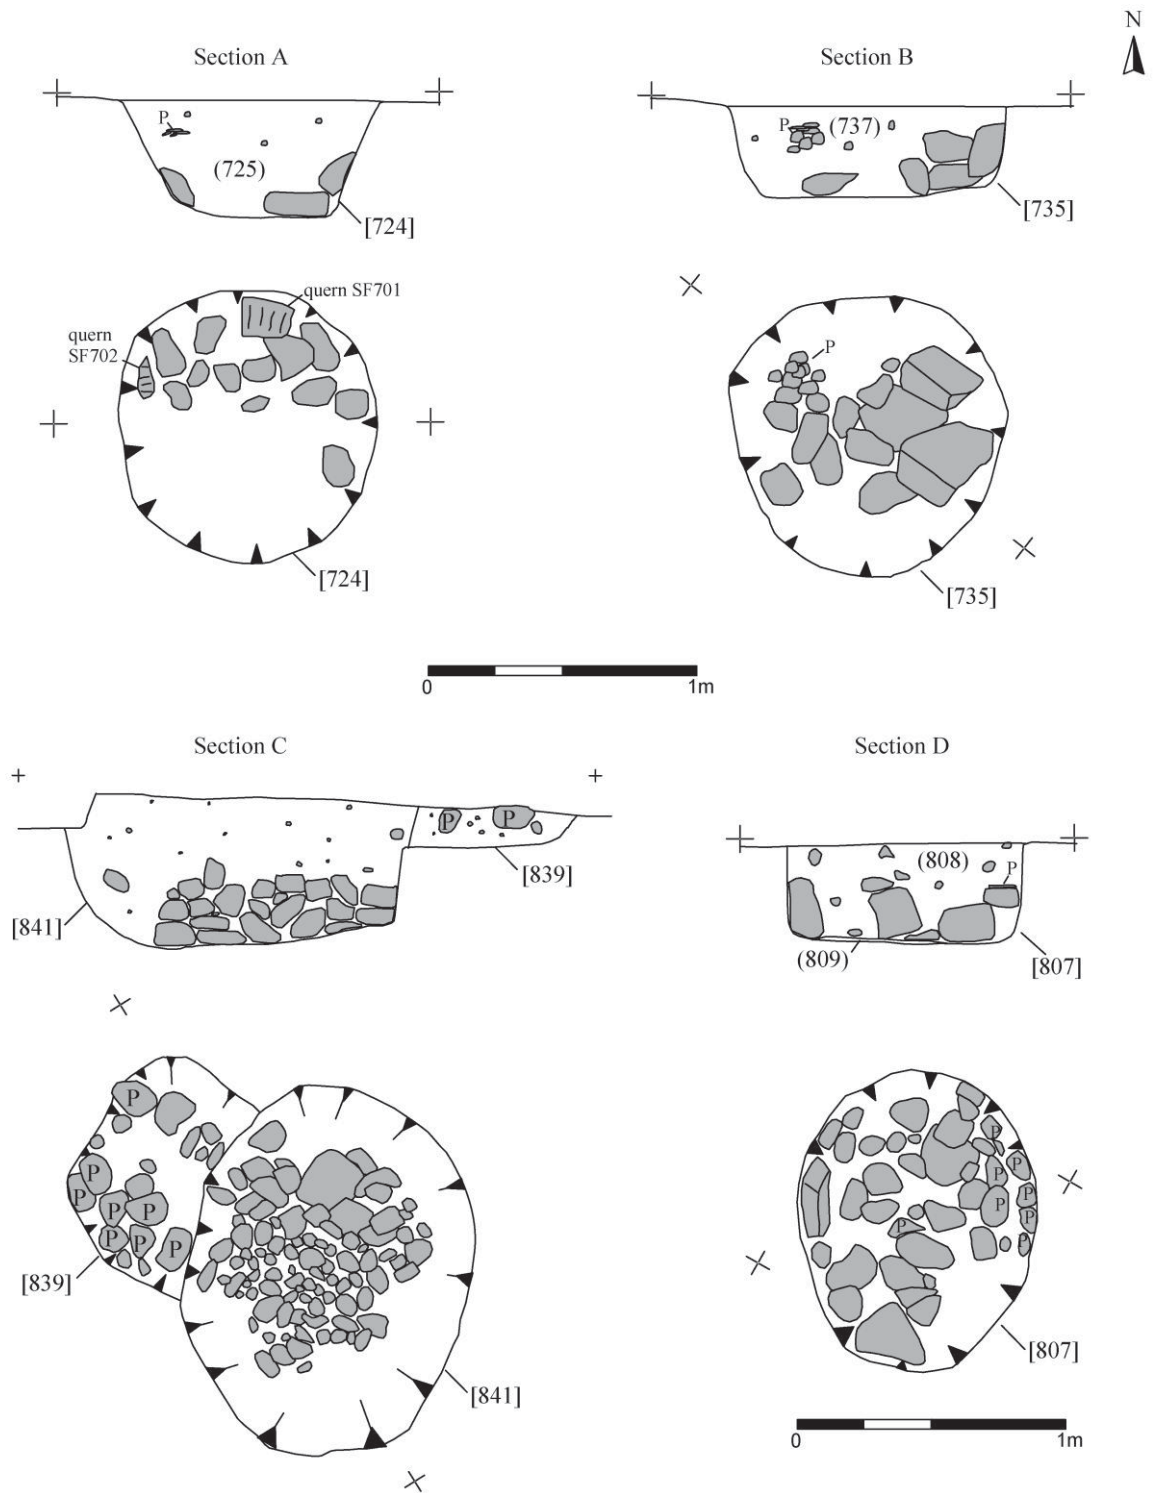 N
Section A
Section B
P
(725)
[724]
P
(737)
[735]
quern SF701
quern
SF702
[724]
P
[735]
0
1m
Section C
Section D
P
P
[839]
[841]
(808)
P
(809)
[807]
P
P
P
P
P
P
P
P
[839]
[841]
P
P
P
P
P
P
P
P
[807]
0
1m